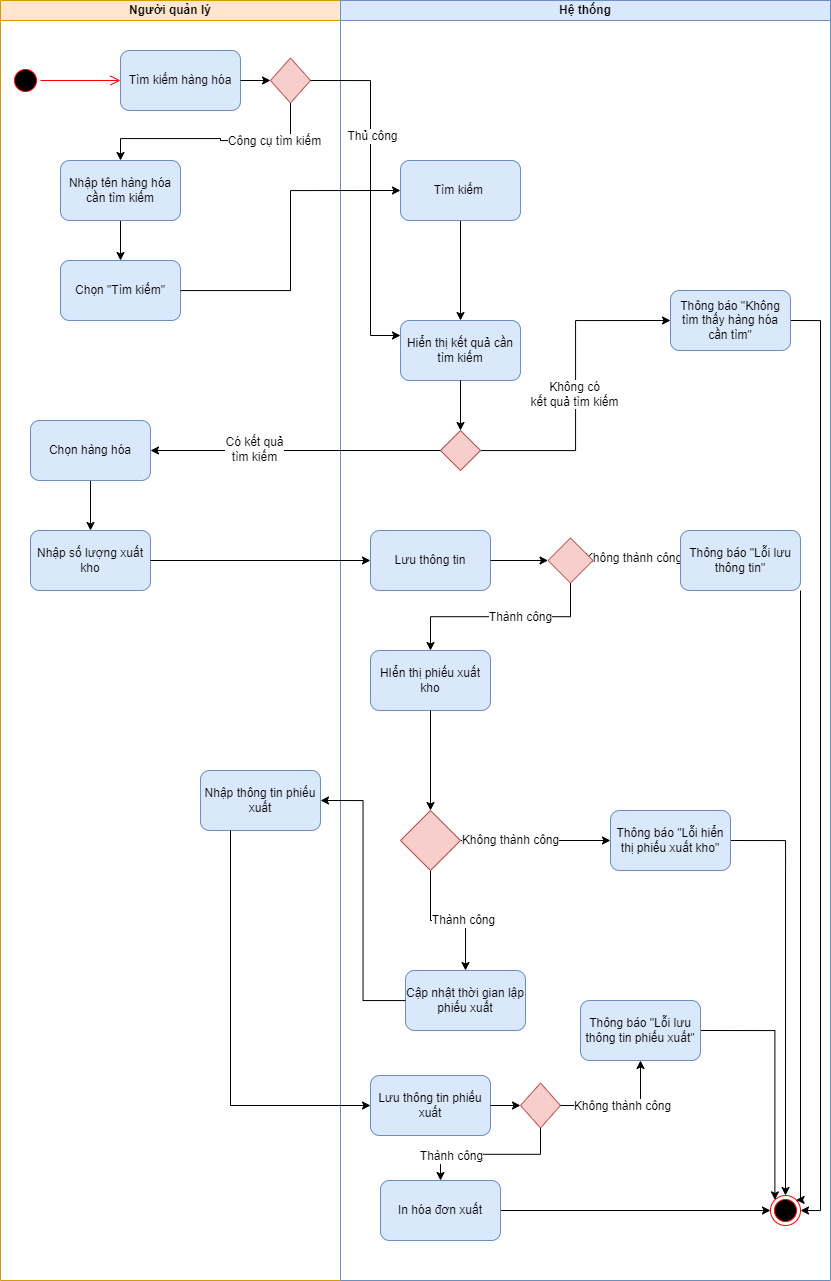 Người quản lý
Hệ thống
Tìm kiếm hàng hóa
Công cụ tìm kiếm
Thủ công
Nhập tên hàng hóa
cần tìm kiếm
Tìm kiếm
Chọn "Tìm kiếm"
Thông báo "Không
tìm thấy hàng hóa
cần tìm"
Hiển thị kết quả cần
tìm kiếm
Không có
kết quả tìm kiếm
Chọn hàng hóa
Có kết quả
tìm kiếm
Nhập số lượng xuất
kho
Lưu thông tin
Không thành công
Thông báo "Lỗi lưu
thông tin"
Thành công
HIển thị phiếu xuất
kho
Nhập thông tin phiếu
xuất
Không thành công
Thông báo "Lỗi hiển
thị phiếu xuất kho"
Thành công
Cập nhật thời gian lập
phiếu xuất
Thông báo "Lỗi lưu
thông tin phiếu xuất"
Lưu thông tin phiếu
xuất
Không thành công
Thành công
In hóa đơn xuất